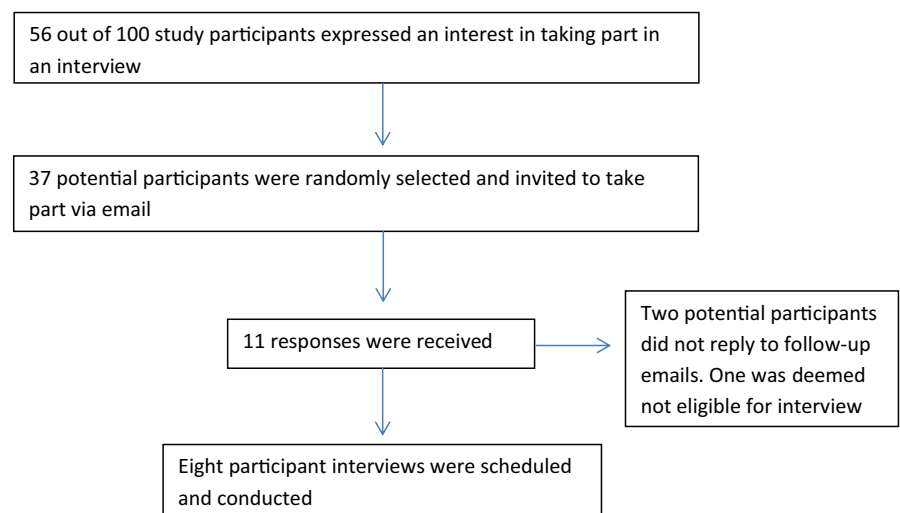 56 out of 100 study participants expressed an interest in taking part in
an interview
37 potential participants were randomly selected and invited to take
part via email
11 responses were received
Two potential participants
did not reply to follow-up
emails. One was deemed
not eligible for interview
Eight participant interviews were scheduled
and conducted